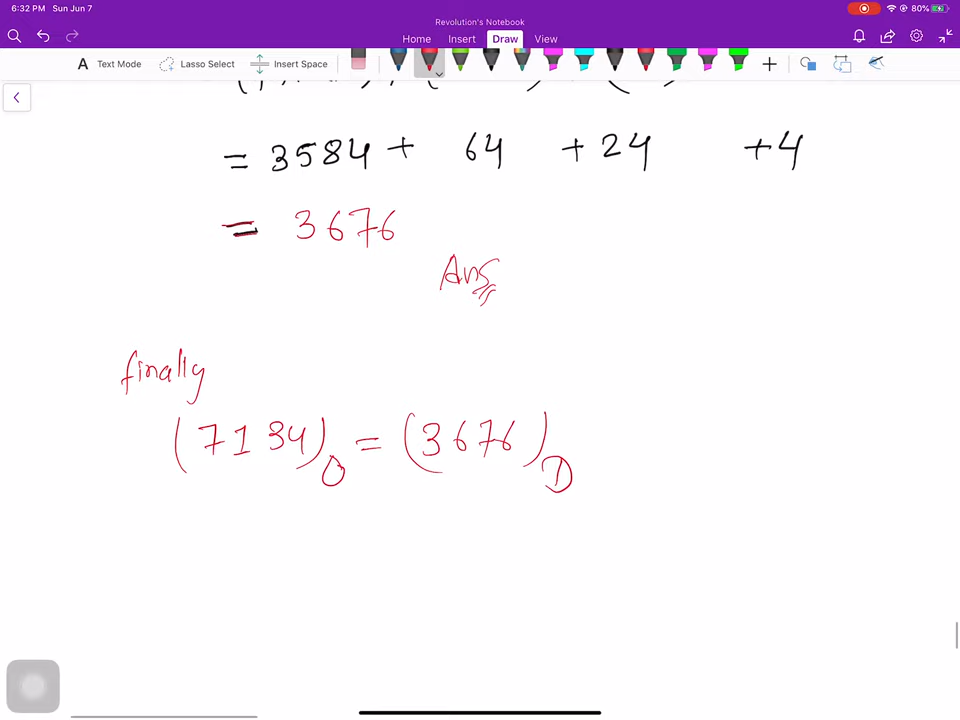 6:32 PM Sun Jun 7 80%
Revolution's Notebook
Home Insert Draw View
A Text Mode Lasso Select Insert Space
= 3584 + 64 + 24 + 4
= 3676
Ans
finally
(7134)O = (3676)D